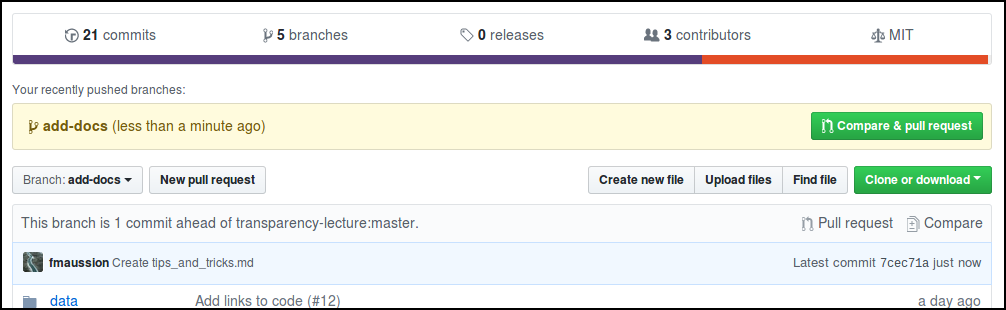 21 commits 5 branches 0 releases 3 contributors MIT
Your recently pushed branches:
add-docs (less than a minute ago) Compare & pull request
Branch: add-docs New pull request Create new file Upload files Find file Clone or download
This branch is 1 commit ahead of transparency-lecture:master. Pull request Compare
fmaussion Create tips_and_tricks.md Latest commit 7cec71a just now
data Add links to code (#12) a day ago